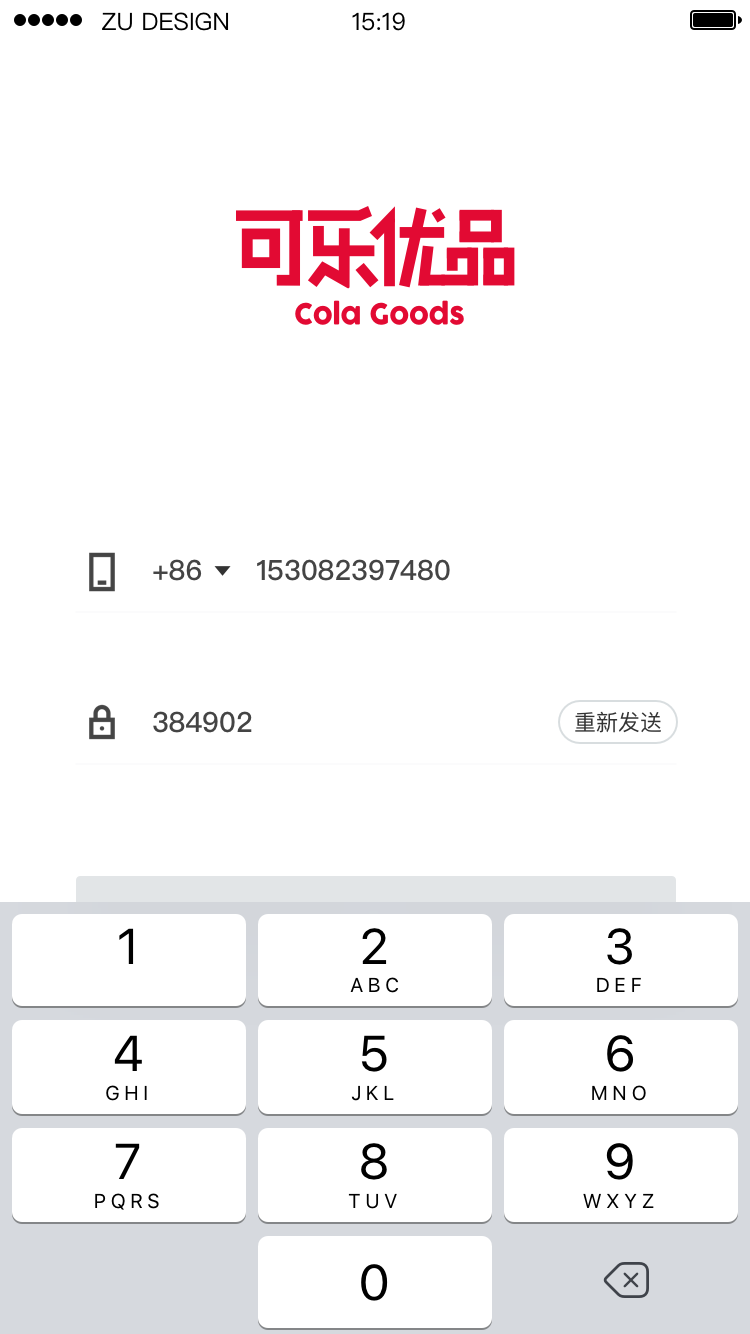 ZU DESIGN 15:19
可乐优品
Cola Goods
+86 153082397480
384902 重新发送
1 2 3
ABC DEF
4 5 6
GHI JKL MNO
7 8 9
PQRS TUV WXYZ
0